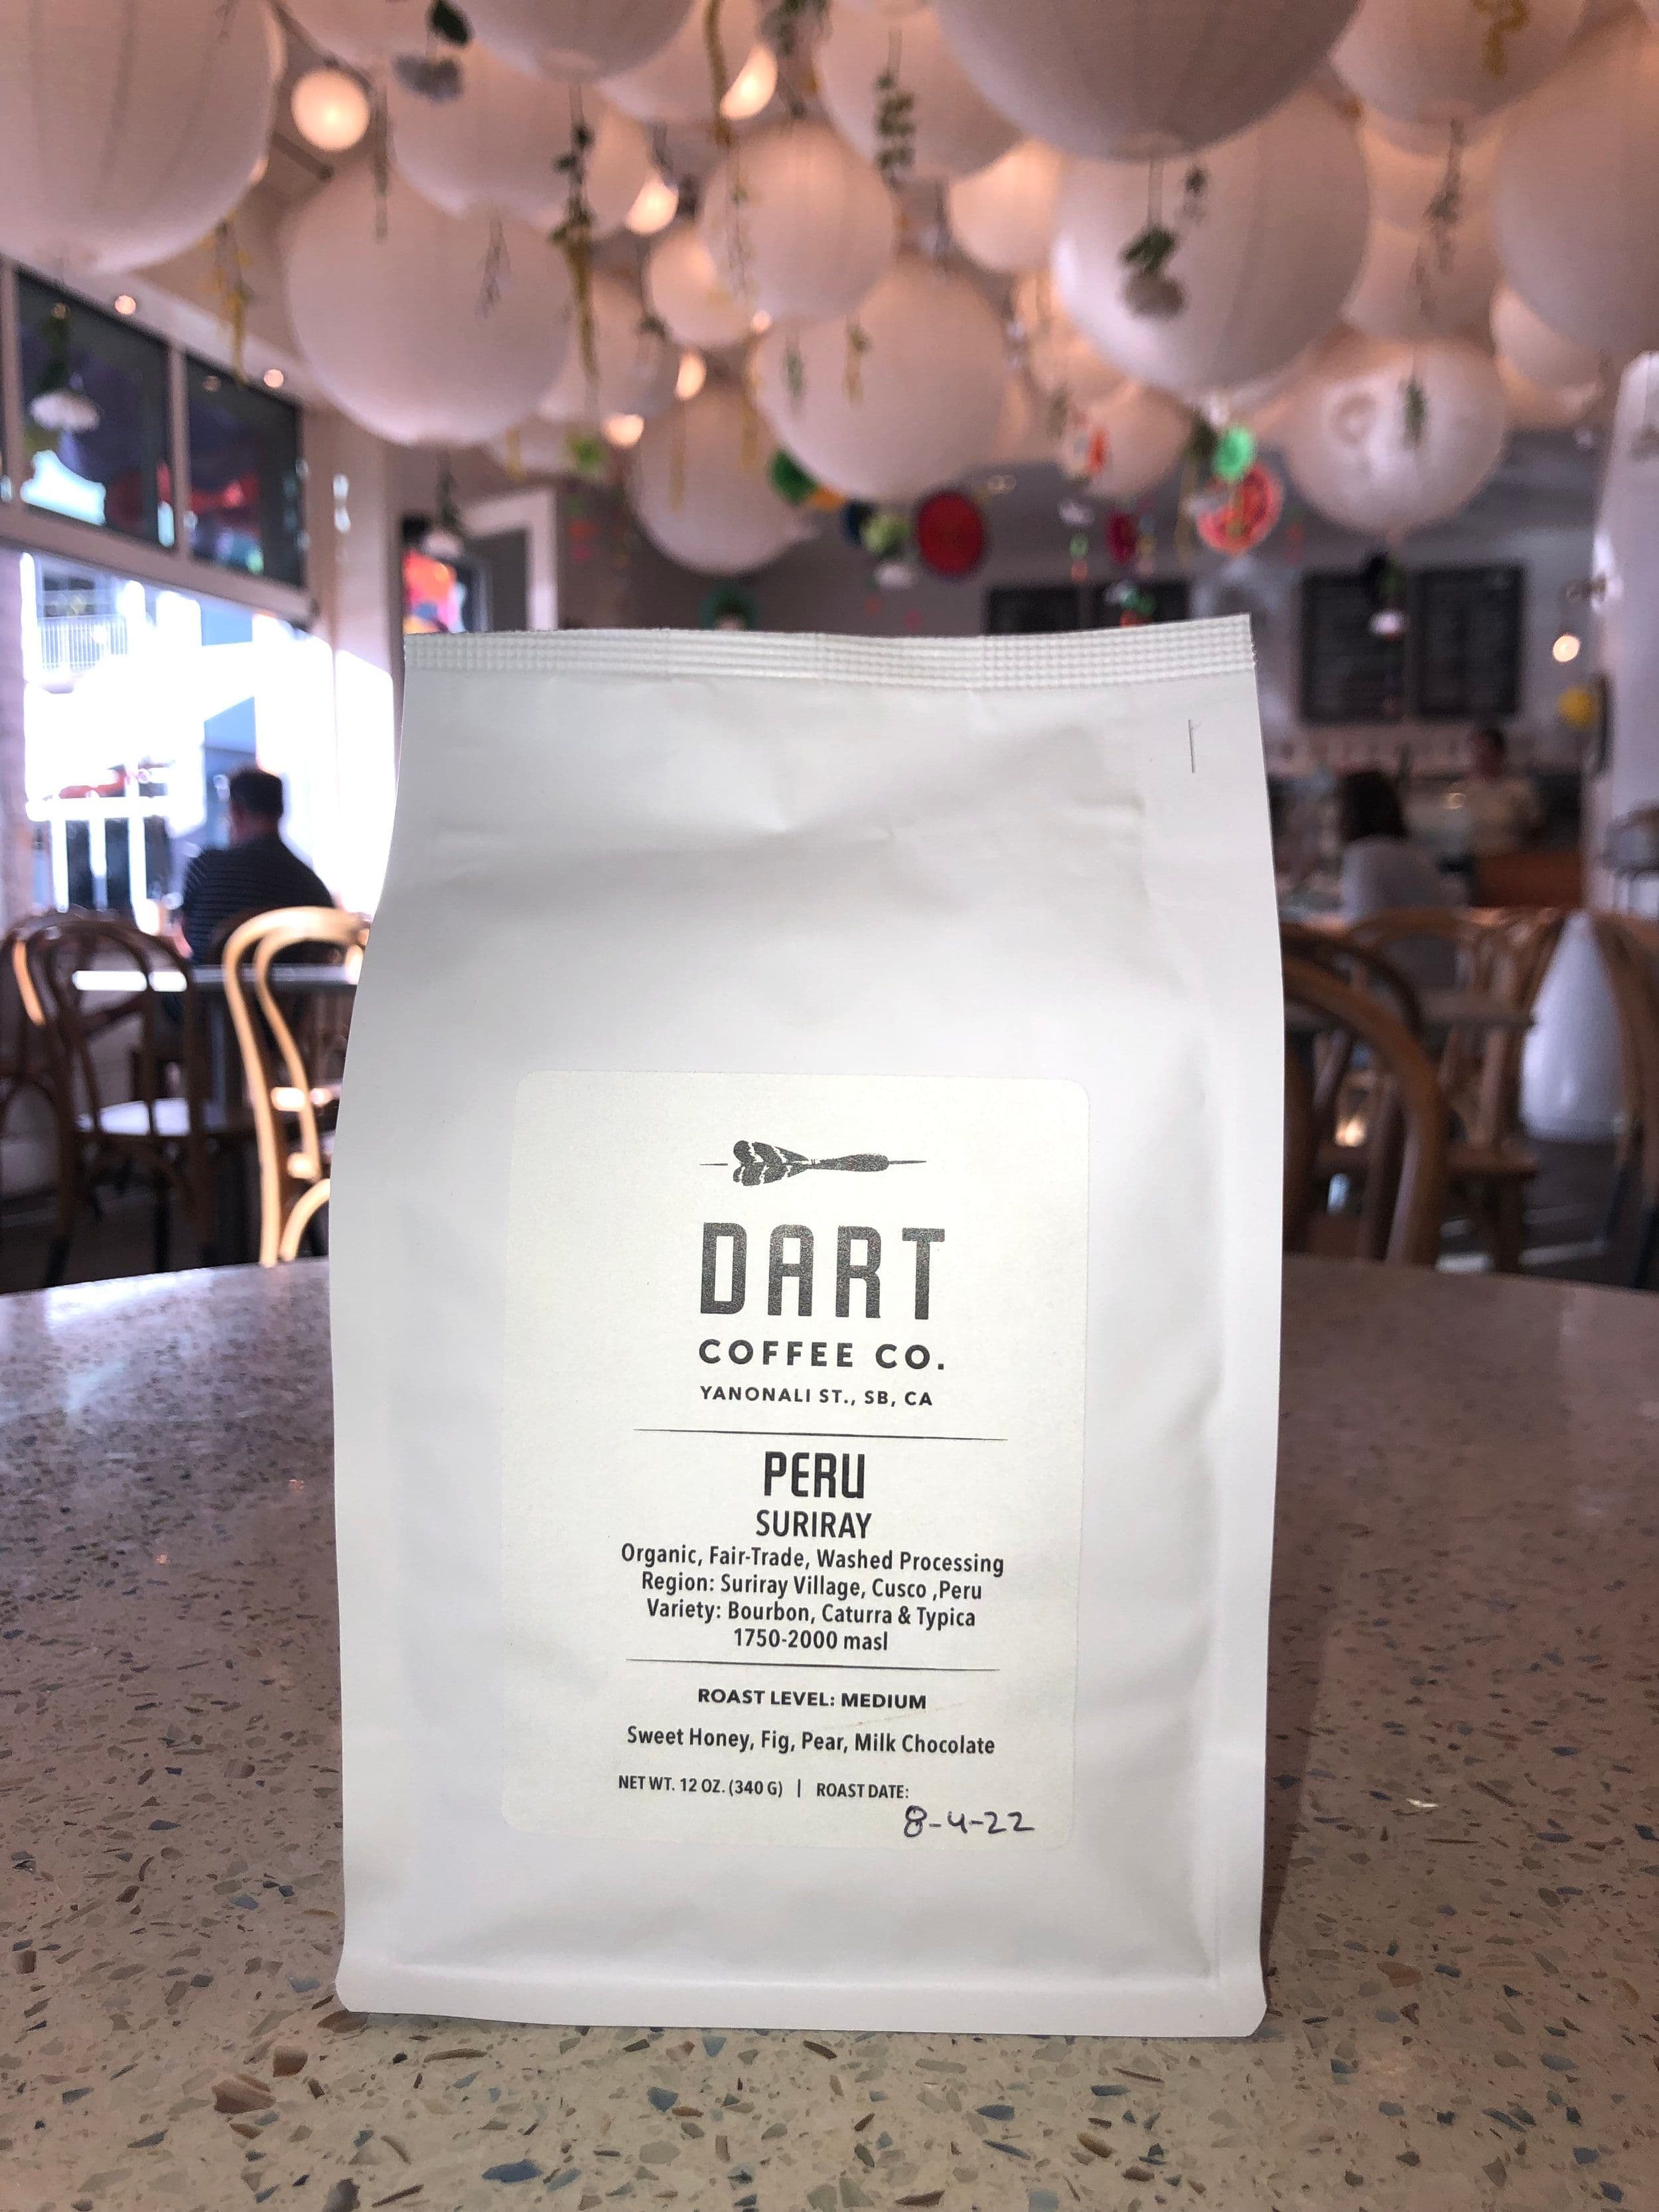 DART
COFFEE CO.
YANONALI ST., SB, CA
PERU
SURIRAY
Organic, Fair-Trade, Washed Processing
Region: Suriray Village, Cusco ,Peru
Variety: Bourbon, Caturra & Typica
1750-2000 masl
ROAST LEVEL: MEDIUM
Sweet Honey, Fig, Pear, Milk Chocolate
NET WT. 12 OZ. (340 G) | ROAST DATE:
8-4-22